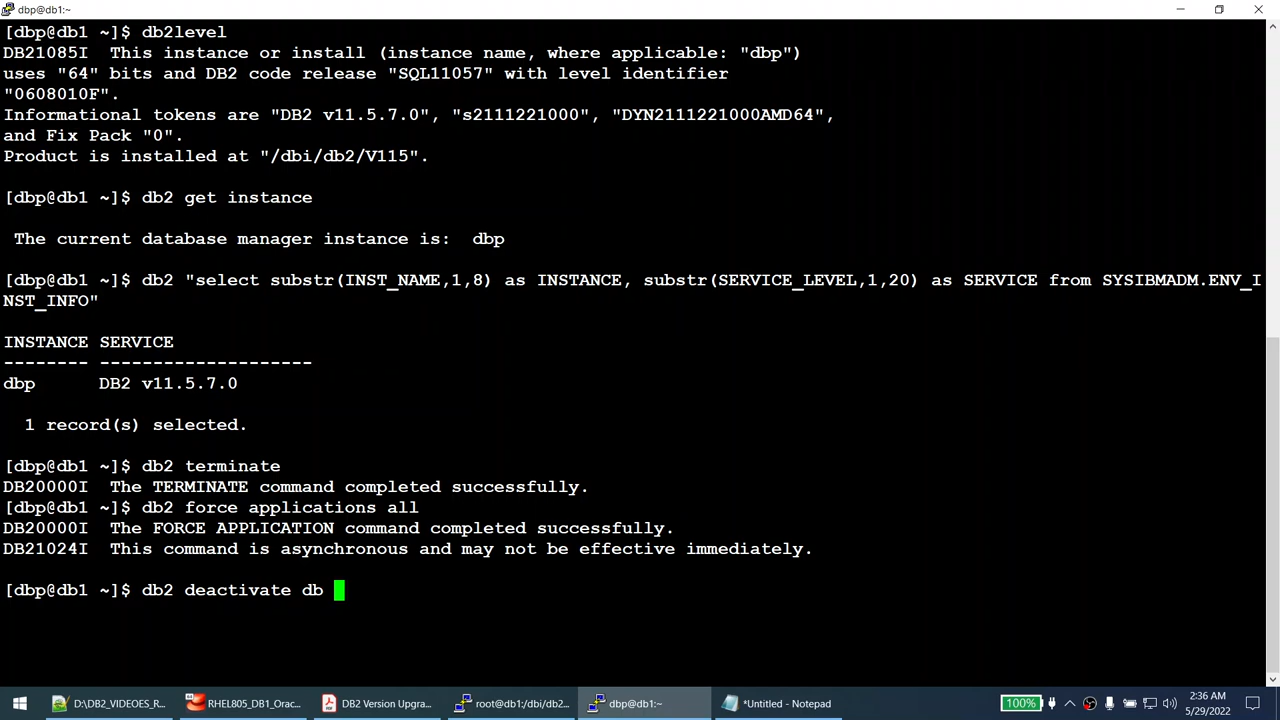 dbp@db1:~
[dbp@db1 ~]$ db2level
DB21085I  This instance or install (instance name, where applicable: "dbp")
uses "64" bits and DB2 code release "SQL11057" with level identifier
"0608010F".
Informational tokens are "DB2 v11.5.7.0", "s2111221000", "DYN2111221000AMD64",
and Fix Pack "0".
Product is installed at "/dbi/db2/V115".
[dbp@db1 ~]$ db2 get instance
The current database manager instance is:  dbp
[dbp@db1 ~]$ db2 "select substr(INST_NAME,1,8) as INSTANCE, substr(SERVICE_LEVEL,1,20) as SERVICE from SYSIBMADM.ENV_I
NST_INFO"
INSTANCE SERVICE
-------- --------------------
dbp      DB2 v11.5.7.0
1 record(s) selected.
[dbp@db1 ~]$ db2 terminate
DB20000I  The TERMINATE command completed successfully.
[dbp@db1 ~]$ db2 force applications all
DB20000I  The FORCE APPLICATION command completed successfully.
DB21024I  This command is asynchronous and may not be effective immediately.
[dbp@db1 ~]$ db2 deactivate db
D:\DB2_VIDEOES_R... RHEL805_DB1_Orac... DB2 Version Upgra... root@db1:/dbi/db2... dbp@db1:~ *Untitled - Notepad 100% 2:36 AM
5/29/2022